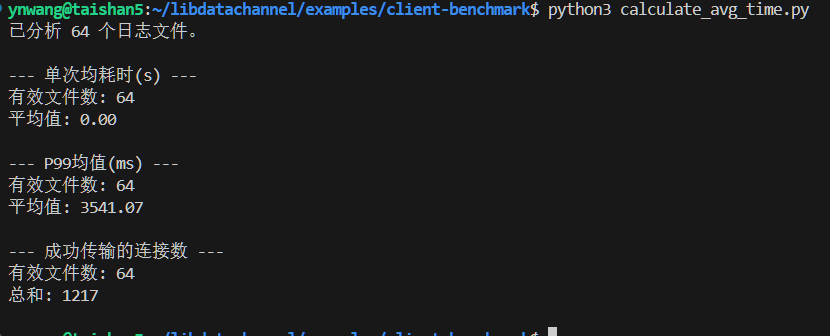 ynwang@taishan5:~/libdatachannel/examples/client-benchmark$ python3 calculate_avg_time.py
已分析 64 个日志文件。
--- 单次均耗时(s) ---
有效文件数: 64
平均值: 0.00
--- P99均值(ms) ---
有效文件数: 64
平均值: 3541.07
--- 成功传输的连接数 ---
有效文件数: 64
总和: 1217